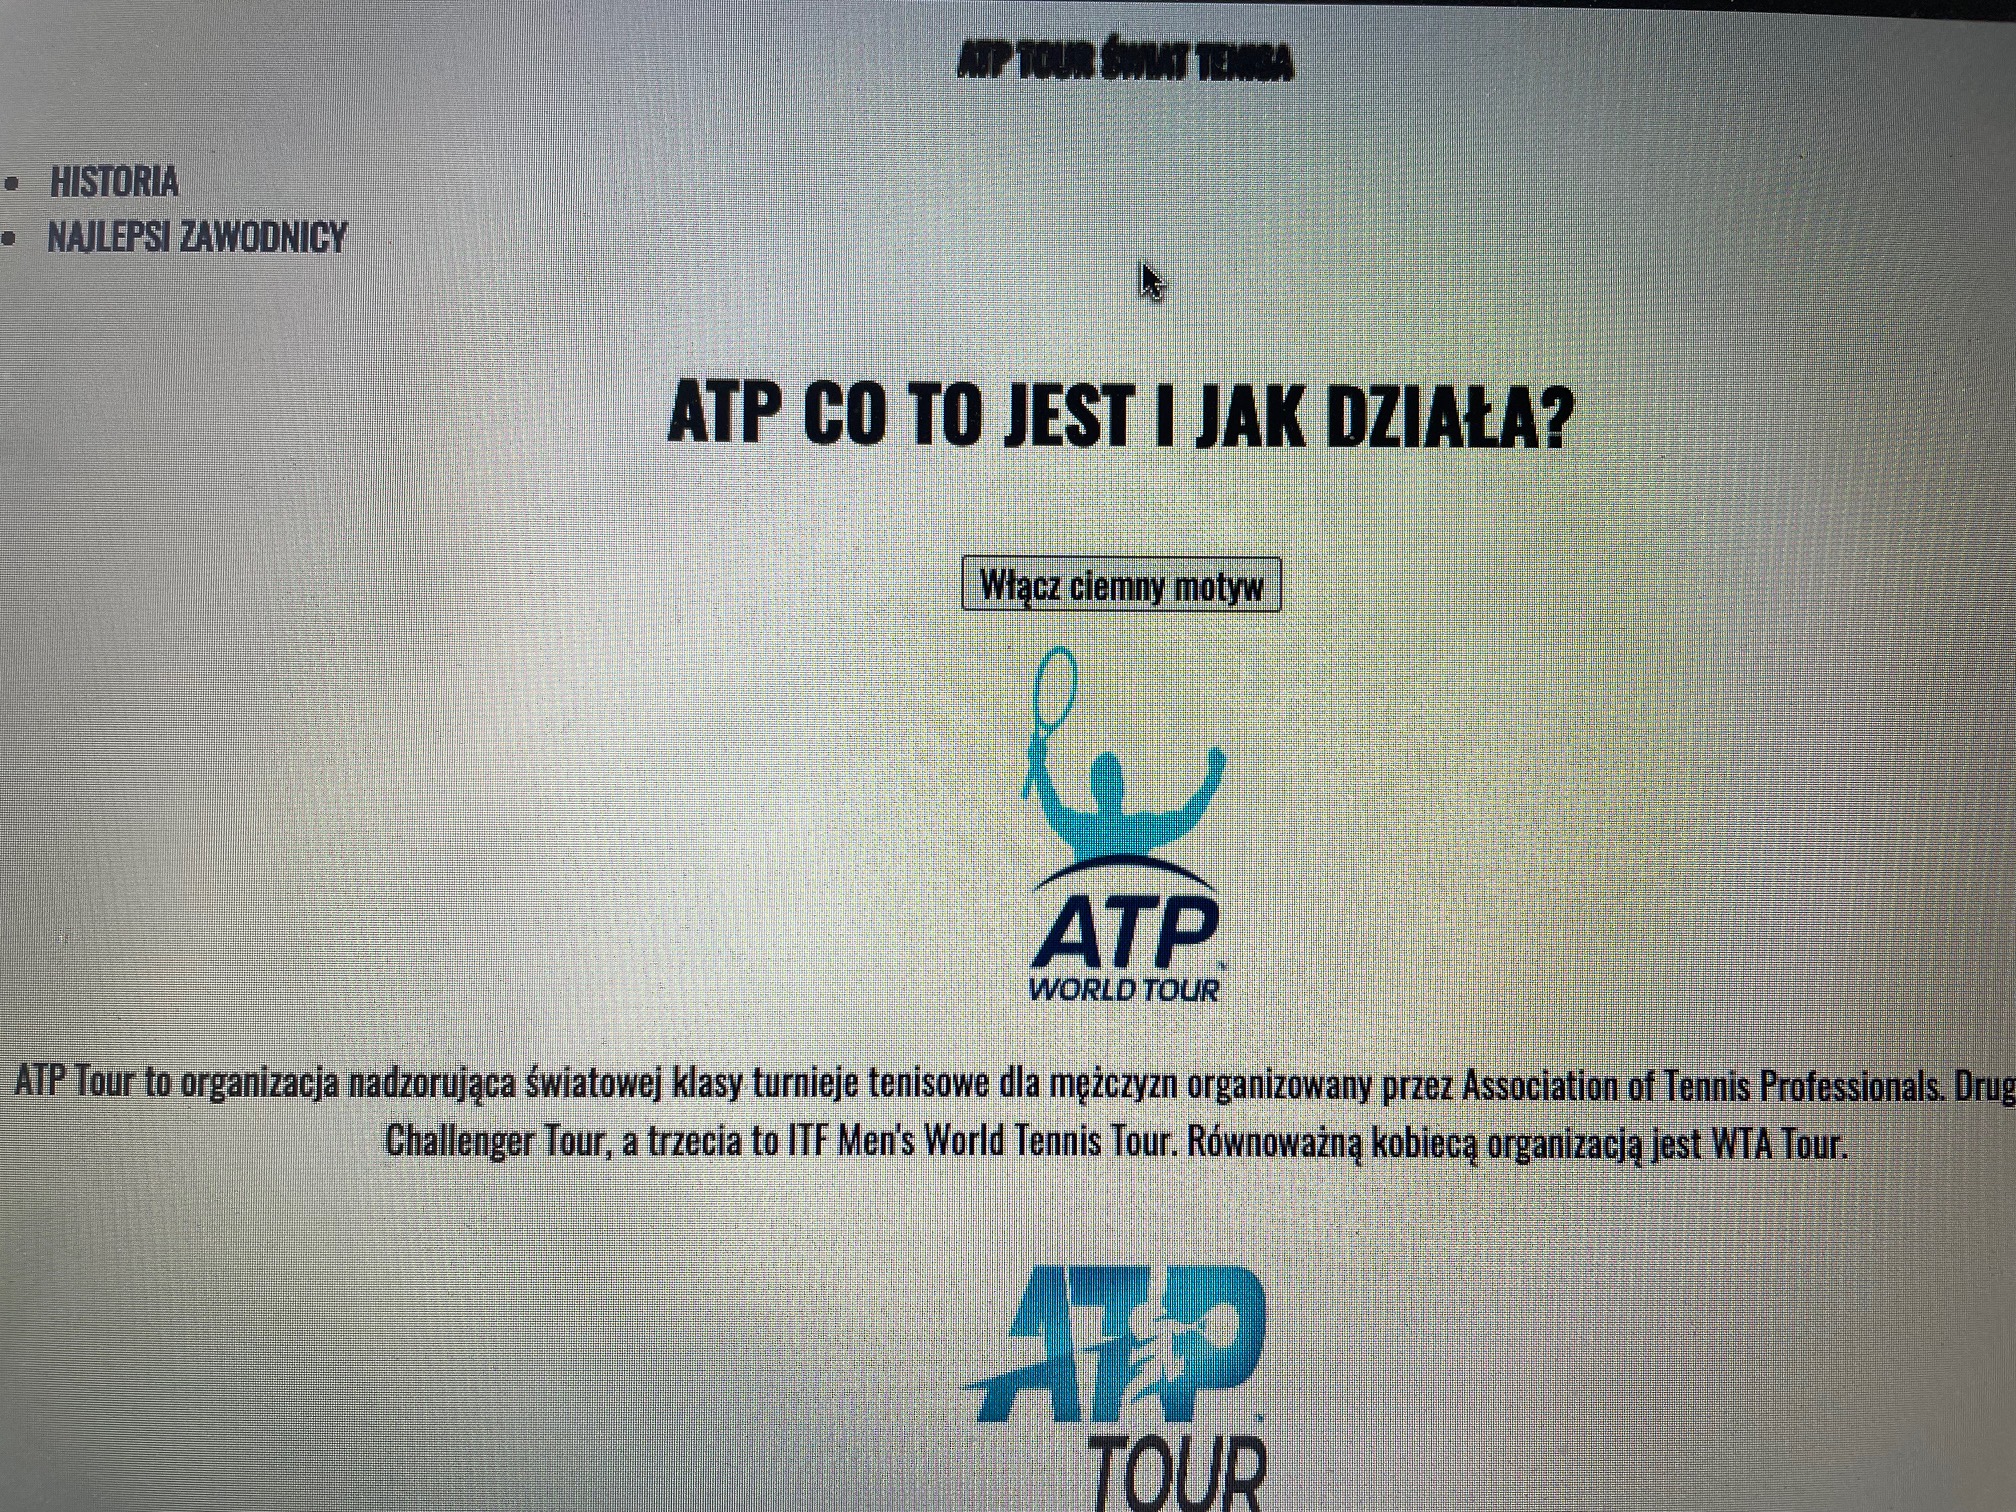 ATP TOUR ŚWIAT TENISA
HISTORIA
NAJLEPSI ZAWODNICY
ATP CO TO JEST I JAK DZIAŁA?
Włącz ciemny motyw
ATP
WORLD TOUR
ATP Tour to organizacja nadzorująca światowej klasy turnieje tenisowe dla mężczyzn organizowany przez Association of Tennis Professionals. Drug
Challenger Tour, a trzecia to ITF Men's World Tennis Tour. Równoważną kobiecą organizacją jest WTA Tour.
ATP
TOUR